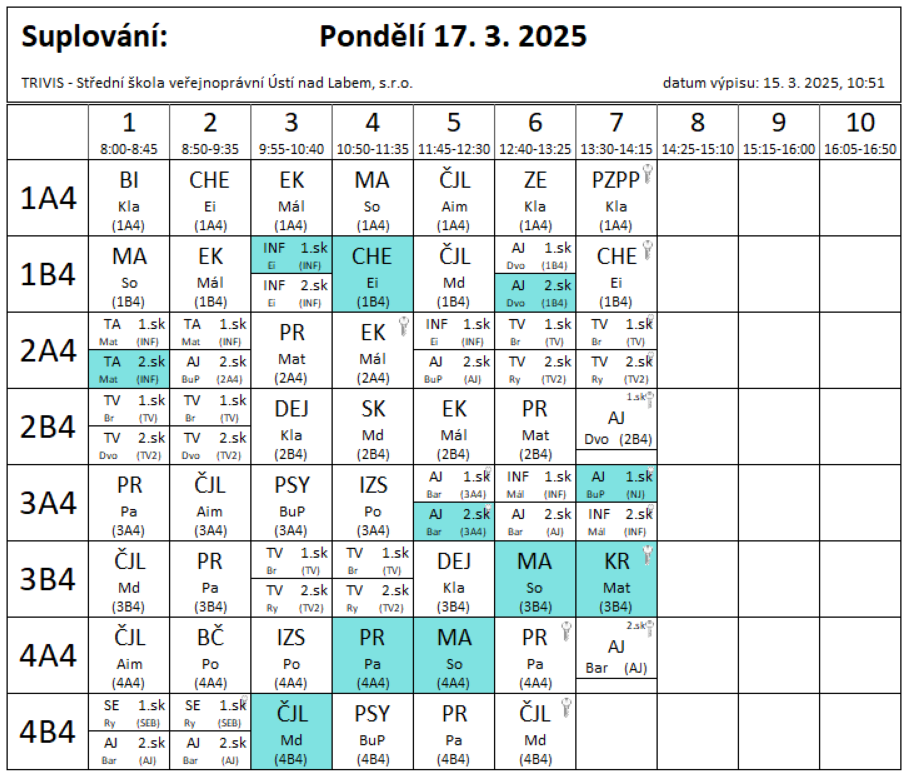 Suplování: Pondělí 17. 3. 2025
TRIVIS - Střední škola veřejnoprávní Ústí nad Labem, s.r.o. datum výpisu: 15. 3. 2025, 10:51
1 2 3 4 5 6 7 8 9 10
8:00-8:45 8:50-9:35 9:55-10:40 10:50-11:35 11:45-12:30 12:40-13:25 13:30-14:15 14:25-15:10 15:15-16:00 16:05-16:50
1A4
BI CHE EK MA ČJL ZE PZPP
Kla Ei Mál So Aim Kla Kla
(1A4) (1A4) (1A4) (1A4) (1A4) (1A4) (1A4)
1B4
MA EK INF 1.sk CHE ČJL AJ 1.sk CHE
Ei (INF) Dvo (1B4)
So Mál INF 2.sk Ei Md AJ 2.sk Ei
(1B4) (1B4) Ei (INF) (1B4) (1B4) Dvo (1B4) (1B4)
2A4
TA 1.sk TA 1.sk PR EK INF 1.sk TV 1.sk TV 1.sk
Mat (INF) Mat (INF) Ei (INF) Br (TV) Br (TV)
TA 2.sk AJ 2.sk Mat Mál AJ 2.sk TV 2.sk TV 2.sk
Mat (INF) BuP (2A4) (2A4) (2A4) BuP (AJ) Ry (TV2) Ry (TV2)
2B4
TV 1.sk TV 1.sk DEJ SK EK PR 1.sk
Br (TV) Br (TV) AJ
TV 2.sk TV 2.sk Kla Md Mál Mat Dvo (2B4)
Dvo (TV2) Dvo (TV2) (2B4) (2B4) (2B4) (2B4)
3A4
PR ČJL PSY IZS AJ 1.sk INF 1.sk AJ 1.sk
Bar (3A4) Mál (INF) BuP (NJ)
Pa Aim BuP Po AJ 2.sk AJ 2.sk INF 2.sk
(3A4) (3A4) (3A4) (3A4) Bar (3A4) Bar (AJ) Mál (INF)
3B4
ČJL PR TV 1.sk TV 1.sk DEJ MA KR
Br (TV) Br (TV)
Md Pa TV 2.sk TV 2.sk Kla So Mat
(3B4) (3B4) Ry (TV2) Ry (TV2) (3B4) (3B4) (3B4)
4A4
ČJL BČ IZS PR MA PR 2.sk
AJ
Aim Po Po Pa So Pa Bar (AJ)
(4A4) (4A4) (4A4) (4A4) (4A4) (4A4)
4B4
SE 1.sk SE 1.sk ČJL PSY PR ČJL
Ry (SEB) Ry (SEB)
AJ 2.sk AJ 2.sk Md BuP Pa Md
Bar (AJ) Bar (AJ) (4B4) (4B4) (4B4) (4B4)